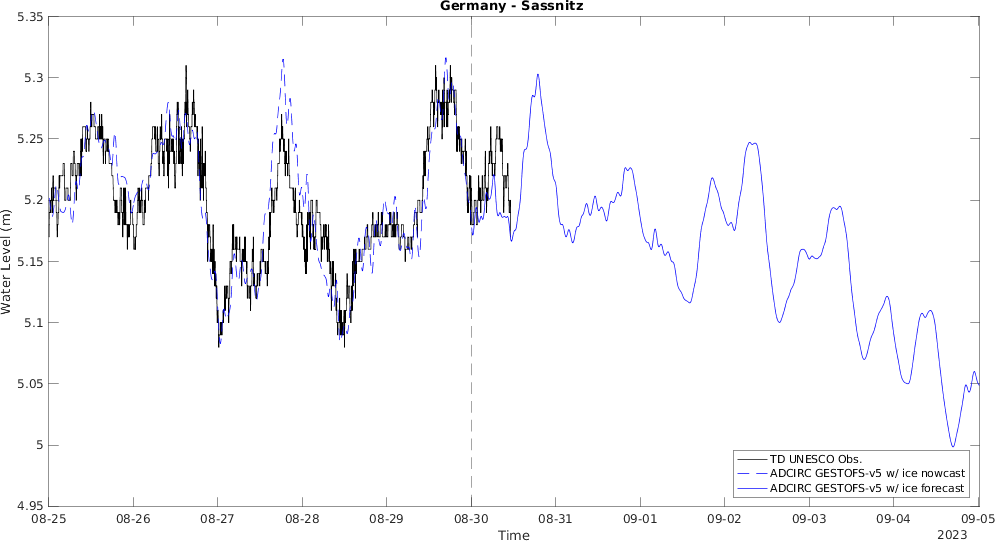 Germany - Sassnitz
5.35
5.3
5.25
5.2
5.15
5.1
5.05
5
4.95
Water Level (m)
08-25 08-26 08-27 08-28 08-29 08-30 08-31 09-01 09-02 09-03 09-04 09-05
Time
2023
TD UNESCO Obs.
ADCIRC GESTOFS-v5 w/ ice nowcast
ADCIRC GESTOFS-v5 w/ ice forecast